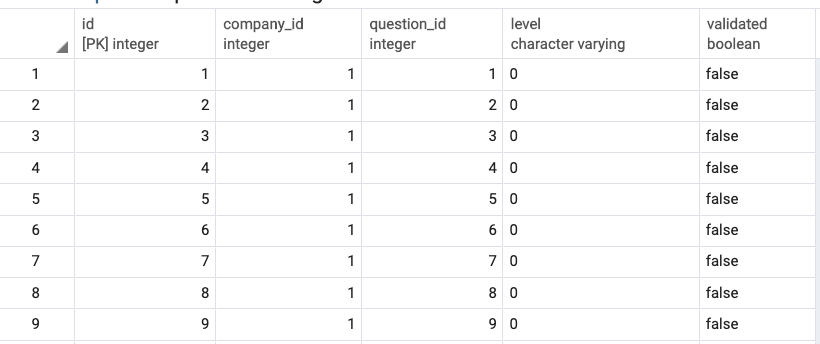 id company_id question_id level validated
[PK] integer integer integer character varying boolean
1 1 1 1 0 false
2 2 1 2 0 false
3 3 1 3 0 false
4 4 1 4 0 false
5 5 1 5 0 false
6 6 1 6 0 false
7 7 1 7 0 false
8 8 1 8 0 false
9 9 1 9 0 false